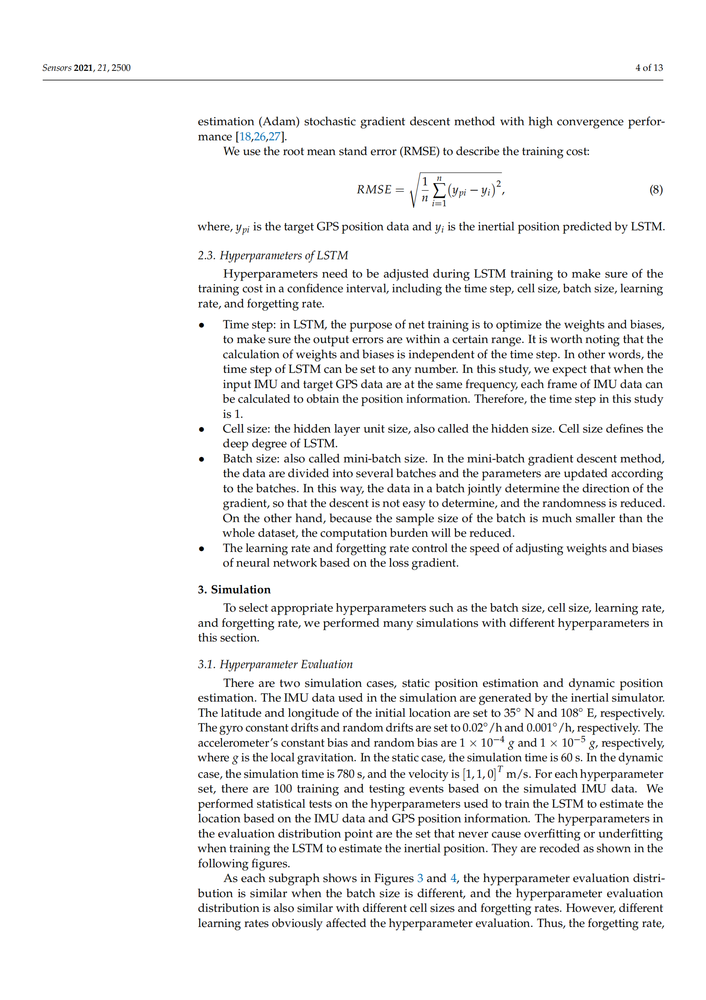 Sensors 2021, 21, 2500
4 of 13
estimation (Adam) stochastic gradient descent method with high convergence perfor-
mance [18,26,27].
We use the root mean stand error (RMSE) to describe the training cost:
RMSE = √(1/n ∑_{i=1}^{n} (y_{pi} − y_i)²), (8)
where, y_{pi} is the target GPS position data and y_i is the inertial position predicted by LSTM.
2.3. Hyperparameters of LSTM
Hyperparameters need to be adjusted during LSTM training to make sure of the
training cost in a confidence interval, including the time step, cell size, batch size, learning
rate, and forgetting rate.
• Time step: in LSTM, the purpose of net training is to optimize the weights and biases,
to make sure the output errors are within a certain range. It is worth noting that the
calculation of weights and biases is independent of the time step. In other words, the
time step of LSTM can be set to any number. In this study, we expect that when the
input IMU and target GPS data are at the same frequency, each frame of IMU data can
be calculated to obtain the position information. Therefore, the time step in this study
is 1.
• Cell size: the hidden layer unit size, also called the hidden size. Cell size defines the
deep degree of LSTM.
• Batch size: also called mini-batch size. In the mini-batch gradient descent method,
the data are divided into several batches and the parameters are updated according
to the batches. In this way, the data in a batch jointly determine the direction of the
gradient, so that the descent is not easy to determine, and the randomness is reduced.
On the other hand, because the sample size of the batch is much smaller than the
whole dataset, the computation burden will be reduced.
• The learning rate and forgetting rate control the speed of adjusting weights and biases
of neural network based on the loss gradient.
3. Simulation
To select appropriate hyperparameters such as the batch size, cell size, learning rate,
and forgetting rate, we performed many simulations with different hyperparameters in
this section.
3.1. Hyperparameter Evaluation
There are two simulation cases, static position estimation and dynamic position
estimation. The IMU data used in the simulation are generated by the inertial simulator.
The latitude and longitude of the initial location are set to 35° N and 108° E, respectively.
The gyro constant drifts and random drifts are set to 0.02°/h and 0.001°/h, respectively. The
accelerometer's constant bias and random bias are 1 × 10⁻⁴ g and 1 × 10⁻⁵ g, respectively,
where g is the local gravitation. In the static case, the simulation time is 60 s. In the dynamic
case, the simulation time is 780 s, and the velocity is [1, 1, 0]ᵀ m/s. For each hyperparameter
set, there are 100 training and testing events based on the simulated IMU data. We
performed statistical tests on the hyperparameters used to train the LSTM to estimate the
location based on the IMU data and GPS position information. The hyperparameters in
the evaluation distribution point are the set that never cause overfitting or underfitting
when training the LSTM to estimate the inertial position. They are recoded as shown in the
following figures.
As each subgraph shows in Figures 3 and 4, the hyperparameter evaluation distri-
bution is similar when the batch size is different, and the hyperparameter evaluation
distribution is also similar with different cell sizes and forgetting rates. However, different
learning rates obviously affected the hyperparameter evaluation. Thus, the forgetting rate,